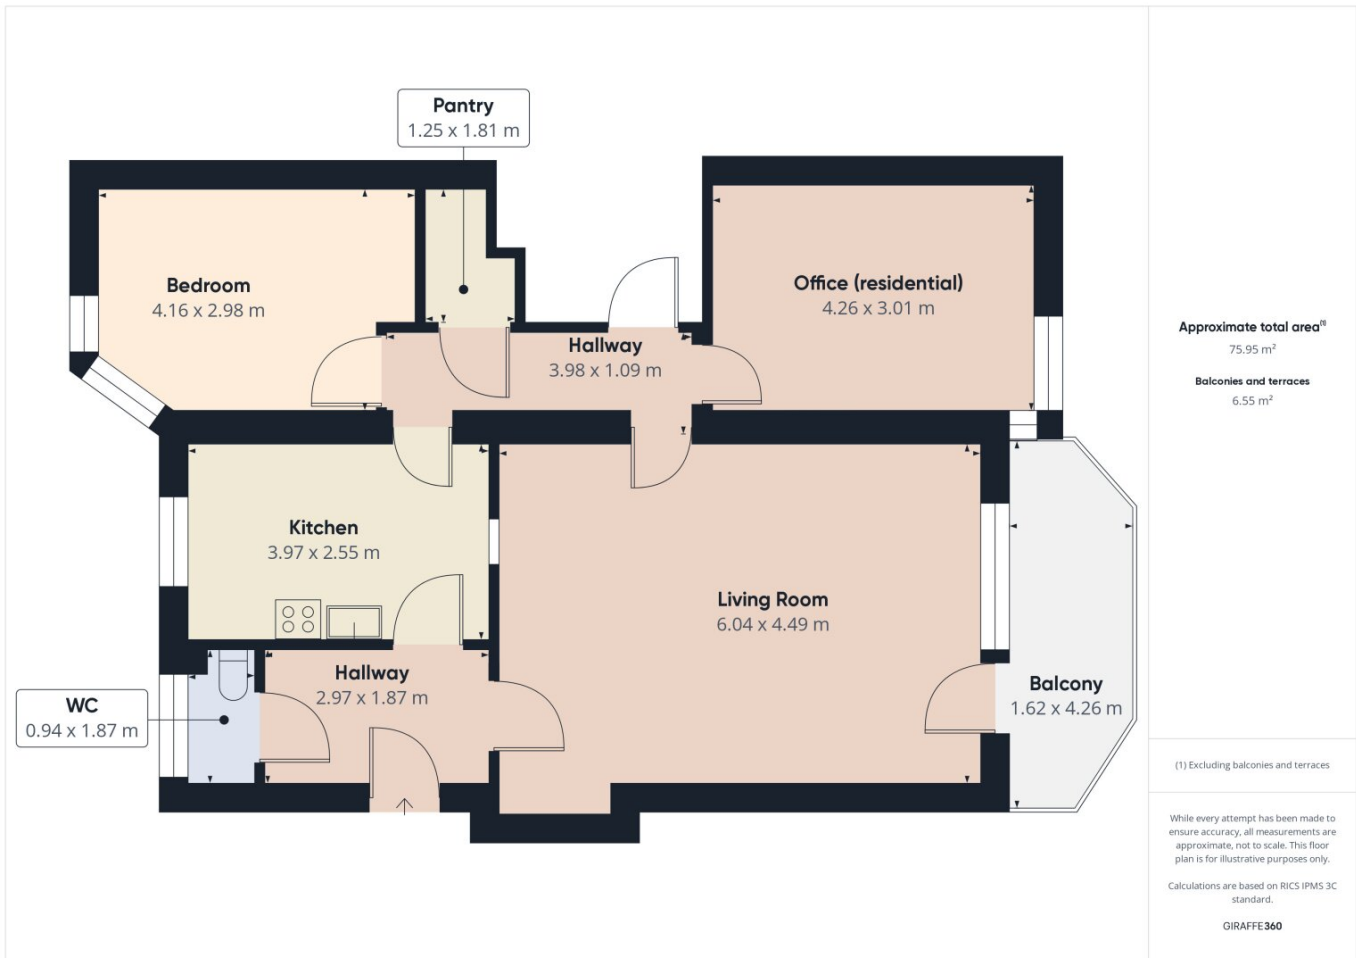 Pantry
1.25 x 1.81 m
Bedroom
4.16 x 2.98 m
Office (residential)
4.26 x 3.01 m
Hallway
3.98 x 1.09 m
Kitchen
3.97 x 2.55 m
Living Room
6.04 x 4.49 m
Hallway
2.97 x 1.87 m
WC
0.94 x 1.87 m
Balcony
1.62 x 4.26 m
Approximate total area(1)
75.95 m²
Balconies and terraces
6.55 m²
(1) Excluding balconies and terraces
While every attempt has been made to
ensure accuracy, all measurements are
approximate, not to scale. This floor
plan is for illustrative purposes only.
Calculations are based on RICS IPMS 3C
standard.
GIRAFFE360